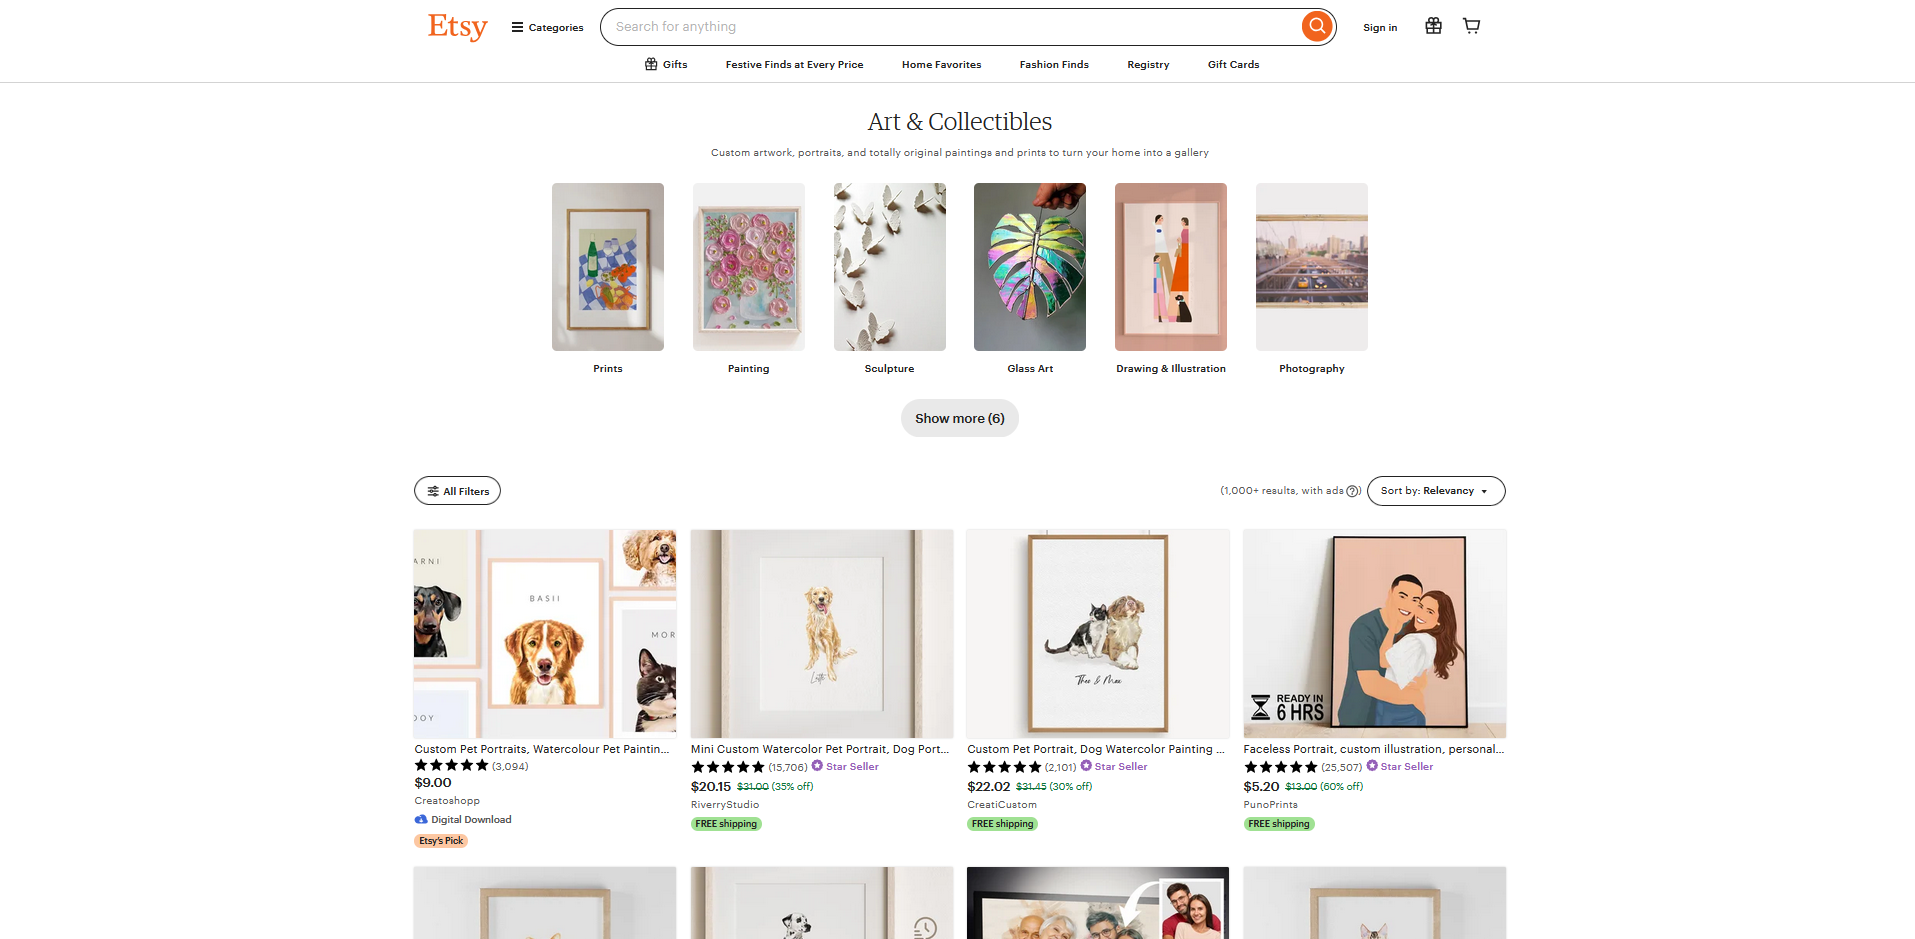 Etsy
Categories
Search for anything
Sign in
Gifts
Festive Finds at Every Price
Home Favorites
Fashion Finds
Registry
Gift Cards
Art & Collectibles
Custom artwork, portraits, and totally original paintings and prints to turn your home into a gallery
Prints
Painting
Sculpture
Glass Art
Drawing & Illustration
Photography
Show more (6)
All Filters
(1,000+ results, with ads ?)
Sort by: Relevancy
ARNI
BASII
MOR
OOY
Latte
Theo & Max
READY IN
6 HRS
Custom Pet Portraits, Watercolour Pet Paintin...
(3,094)
$9.00
Creatoshopp
Digital Download
Etsy's Pick
Mini Custom Watercolor Pet Portrait, Dog Port...
(15,706) Star Seller
$20.15 $31.00 (35% off)
RiverryStudio
FREE shipping
Custom Pet Portrait, Dog Watercolor Painting ...
(2,101) Star Seller
$22.02 $31.45 (30% off)
CreatiCustom
FREE shipping
Faceless Portrait, custom illustration, personal...
(25,507) Star Seller
$5.20 $13.00 (60% off)
PunoPrints
FREE shipping